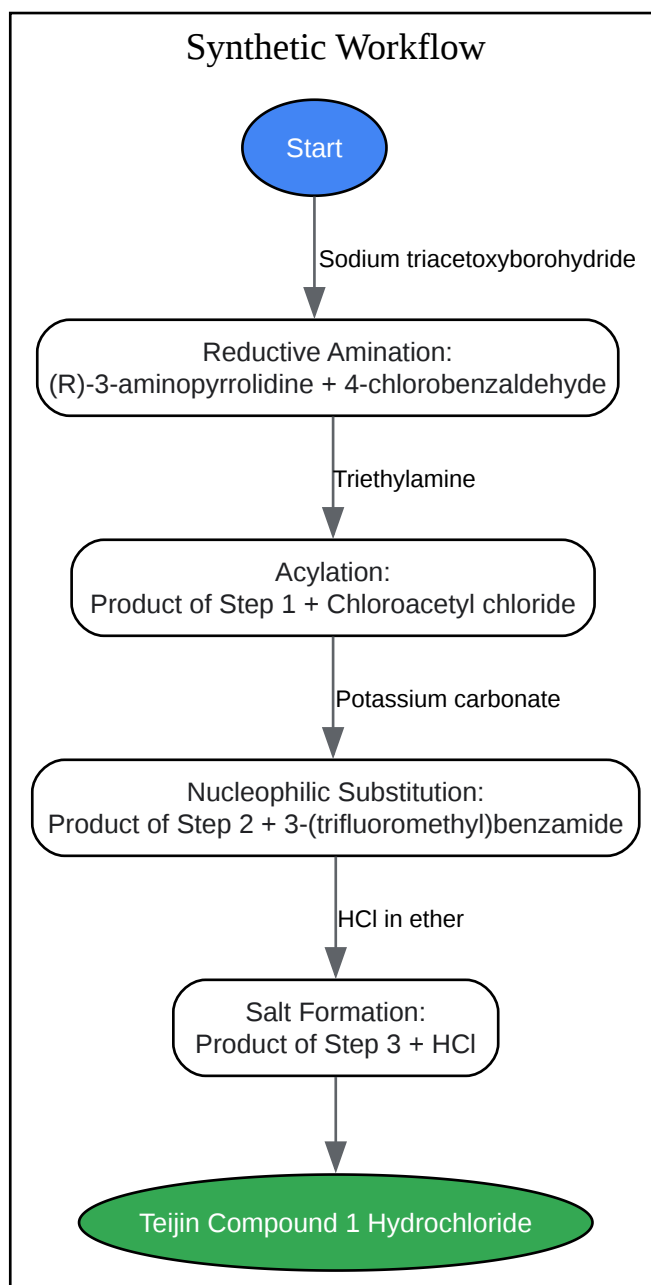 Synthetic Workflow
Start
Sodium triacetoxyborohydride
Reductive Amination:
(R)-3-aminopyrrolidine + 4-chlorobenzaldehyde
Triethylamine
Acylation:
Product of Step 1 + Chloroacetyl chloride
Potassium carbonate
Nucleophilic Substitution:
Product of Step 2 + 3-(trifluoromethyl)benzamide
HCl in ether
Salt Formation:
Product of Step 3 + HCl
Teijin Compound 1 Hydrochloride